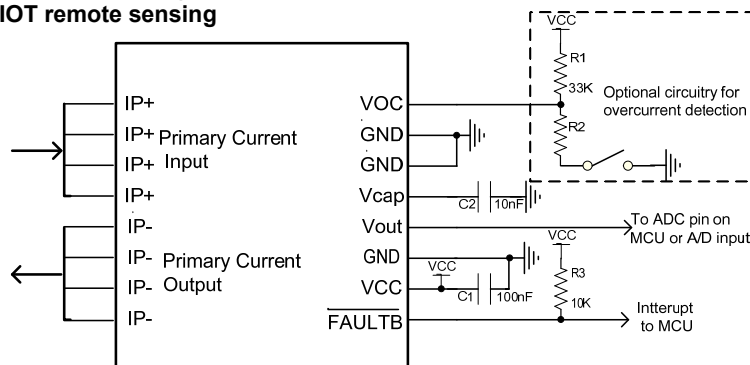 IOT remote sensing
VCC
R1
33K
Optional circuitry for
overcurrent detection
R2
IP+
IP+
IP+
IP+
Primary Current
Input
IP-
IP-
IP-
IP-
Primary Current
Output
VOC
GND
GND
Vcap
Vout
GND
VCC
FAULTB
C2
10nF
To ADC pin on
MCU or A/D input
VCC
VCC
C1
100nF
R3
10K
Intterupt
to MCU